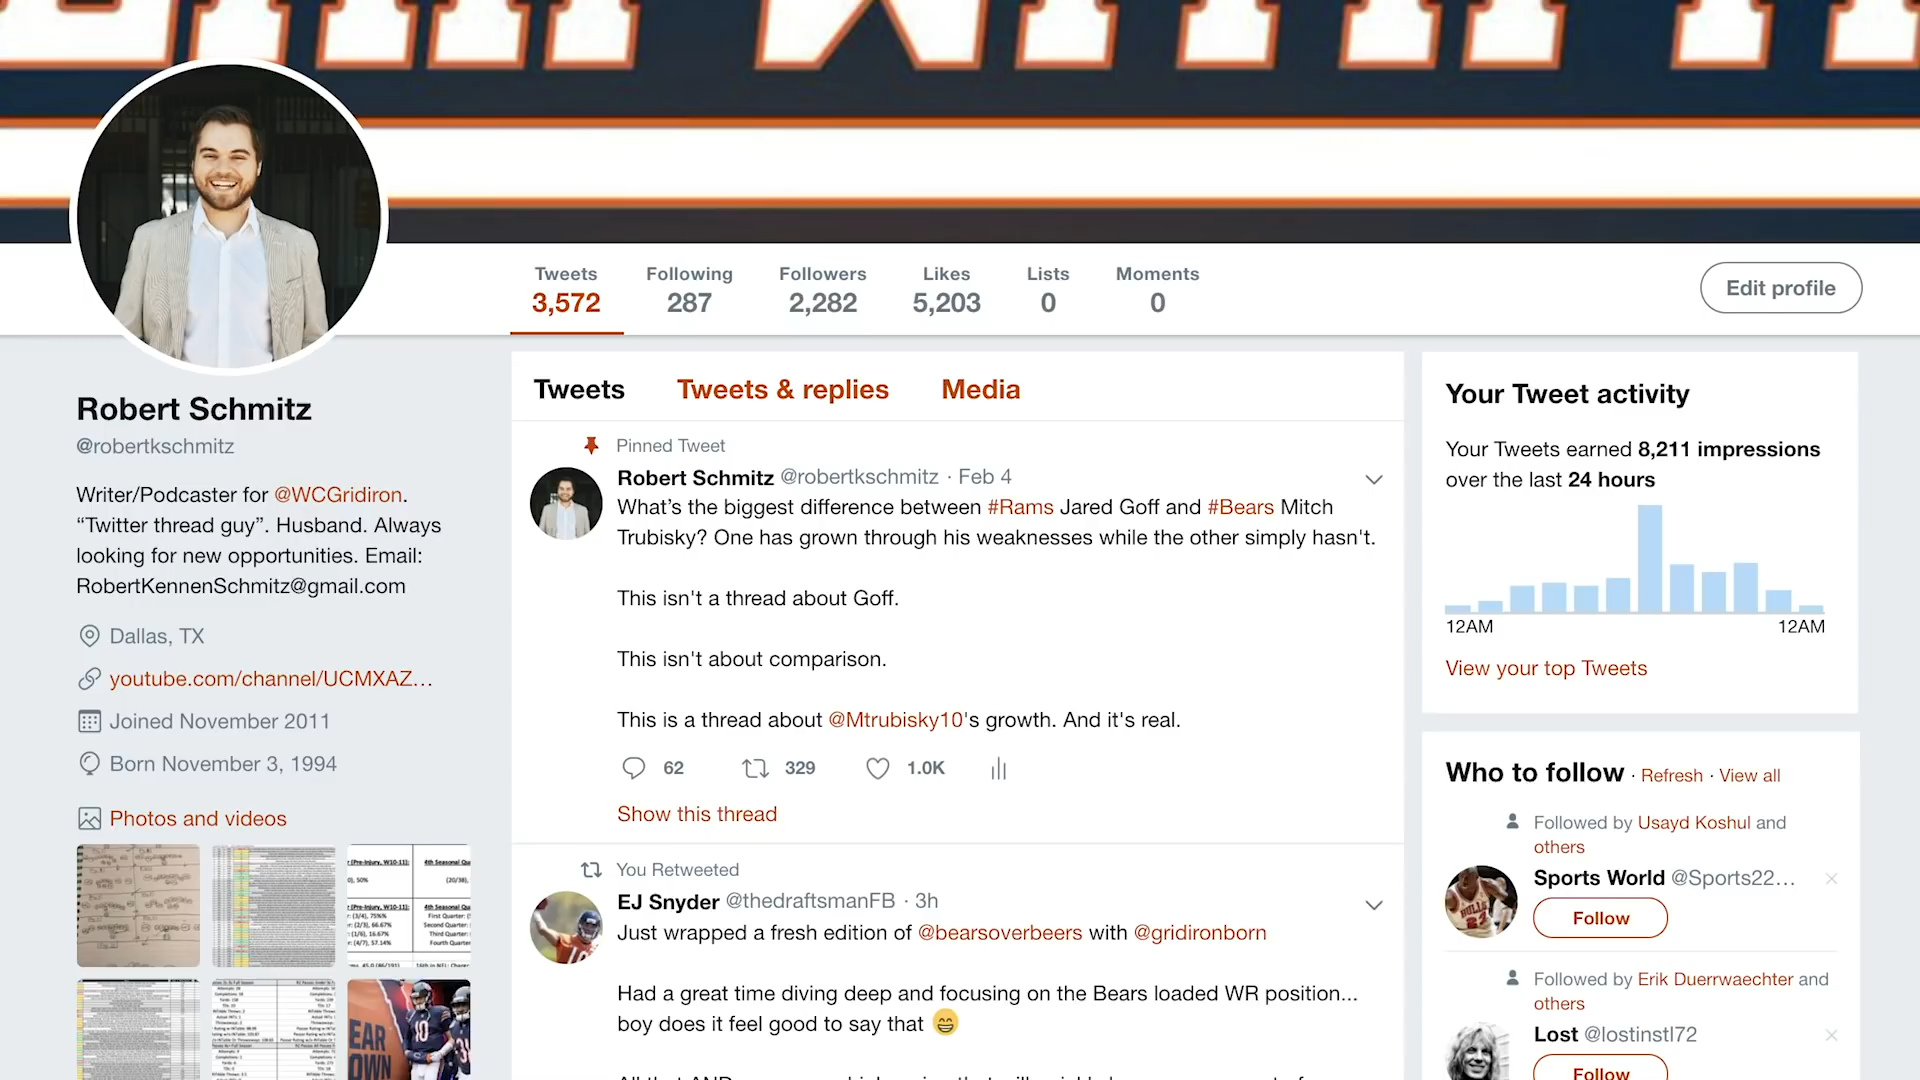 Tweets
3,572
Following
287
Followers
2,282
Likes
5,203
Lists
0
Moments
0
Edit profile
Robert Schmitz
@robertkschmitz
Writer/Podcaster for @WCGridiron.
“Twitter thread guy”. Husband. Always
looking for new opportunities. Email:
RobertKennenSchmitz@gmail.com
Dallas, TX
youtube.com/channel/UCMXAZ…
Joined November 2011
Born November 3, 1994
Photos and videos
Tweets
Tweets & replies
Media
Pinned Tweet
Robert Schmitz @robertkschmitz · Feb 4
What’s the biggest difference between #Rams Jared Goff and #Bears Mitch
Trubisky? One has grown through his weaknesses while the other simply hasn't.
This isn't a thread about Goff.
This isn't about comparison.
This is a thread about @Mtrubisky10's growth. And it's real.
62
329
1.0K
Show this thread
You Retweeted
EJ Snyder @thedraftsmanFB · 3h
Just wrapped a fresh edition of @bearsoverbeers with @gridironborn
Had a great time diving deep and focusing on the Bears loaded WR position...
boy does it feel good to say that
Your Tweet activity
Your Tweets earned 8,211 impressions
over the last 24 hours
12AM
12AM
View your top Tweets
Who to follow · Refresh · View all
Followed by Usayd Koshul and
others
Sports World @Sports22…
Follow
Followed by Erik Duerrwaechter and
others
Lost @lostinstl72
Follow